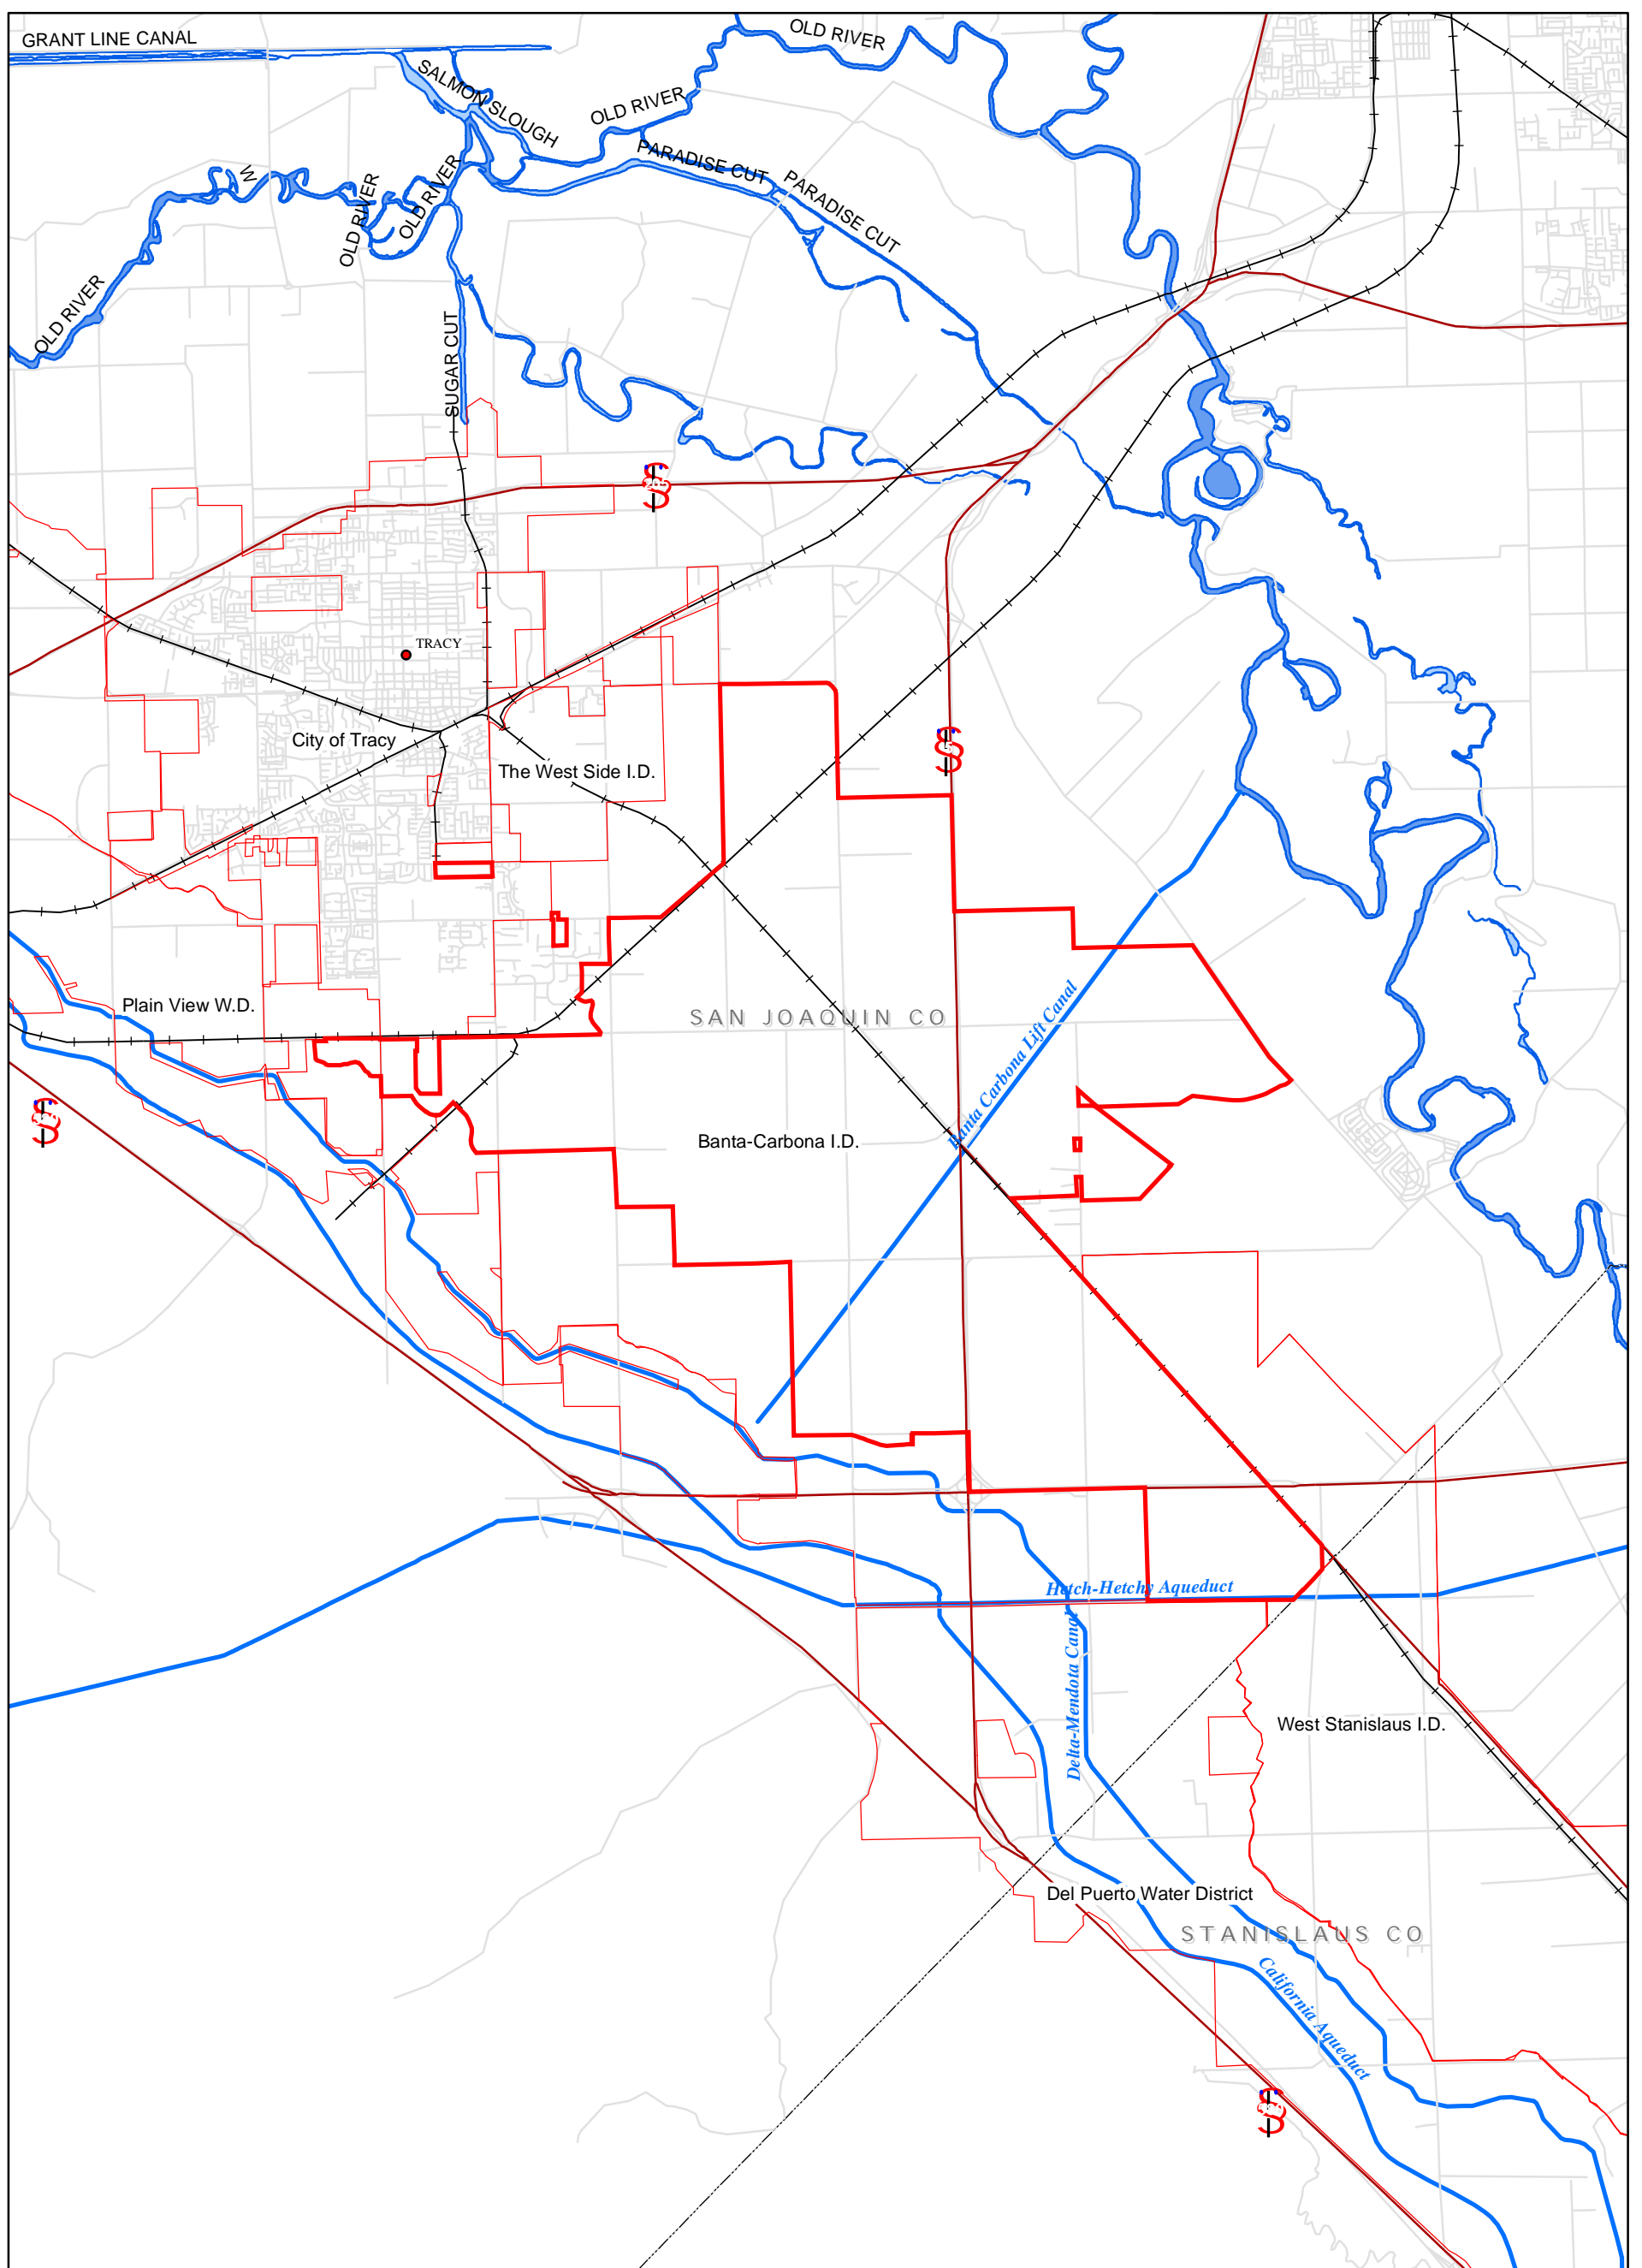 GRANT LINE CANAL
OLD RIVER
SALMON SLOUGH
OLD RIVER
PARADISE CUT
PARADISE CUT
W
OLD RIVER
OLD RIVER
OLD RIVER
SUGAR CUT
TRACY
City of Tracy
The West Side I.D.
Plain View W.D.
SAN JOAQUIN CO
Banta Carbona Lift Canal
Banta-Carbona I.D.
Hetch-Hetchy Aqueduct
Delta-Mendota Canal
West Stanislaus I.D.
Del Puerto Water District
STANISLAUS CO
California Aqueduct